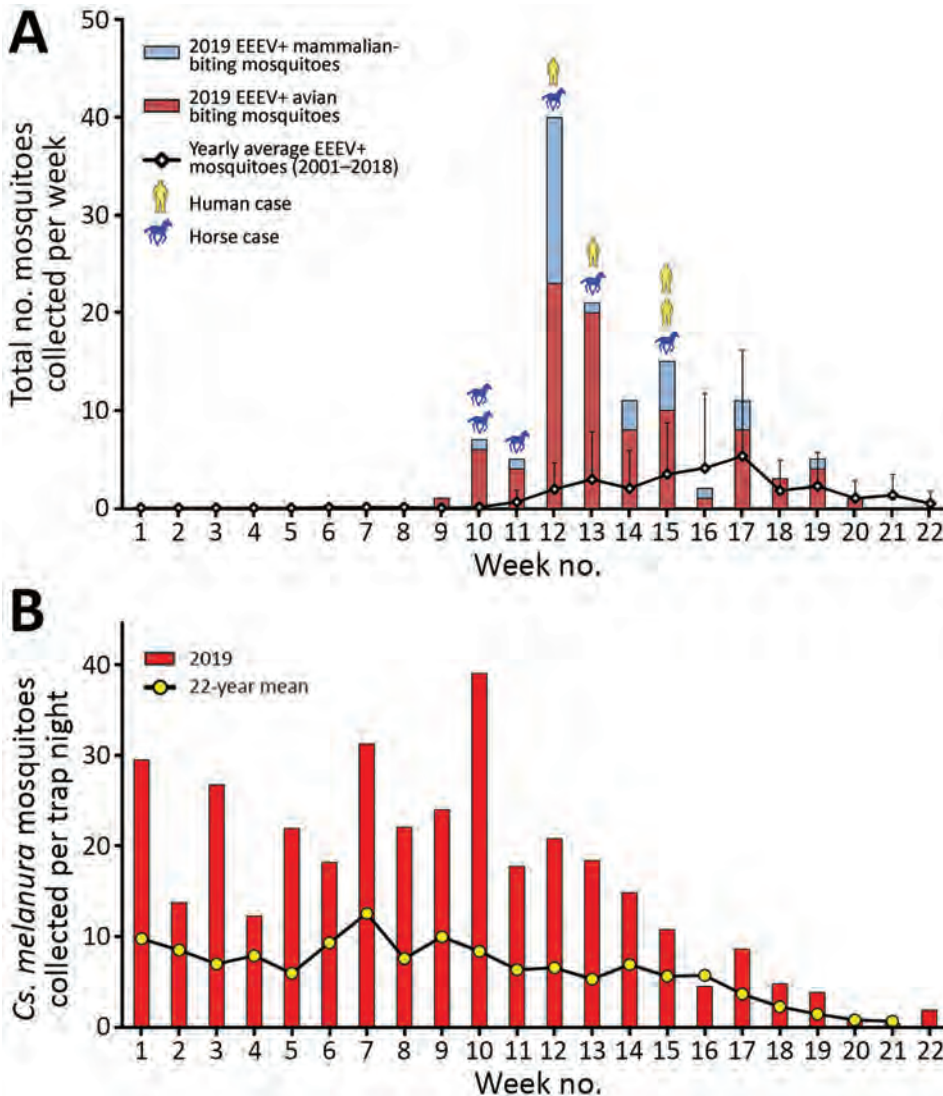 A
50
40
30
20
10
0
Total no. mosquitoes
collected per week
2019 EEEV+ mammalian-
biting mosquitoes
2019 EEEV+ avian
biting mosquitoes
Yearly average EEEV+
mosquitoes (2001–2018)
Human case
Horse case
1 2 3 4 5 6 7 8 9 10 11 12 13 14 15 16 17 18 19 20 21 22
Week no.
B
40
30
20
10
0
Cs. melanura mosquitoes
collected per trap night
2019
22-year mean
1 2 3 4 5 6 7 8 9 10 11 12 13 14 15 16 17 18 19 20 21 22
Week no.